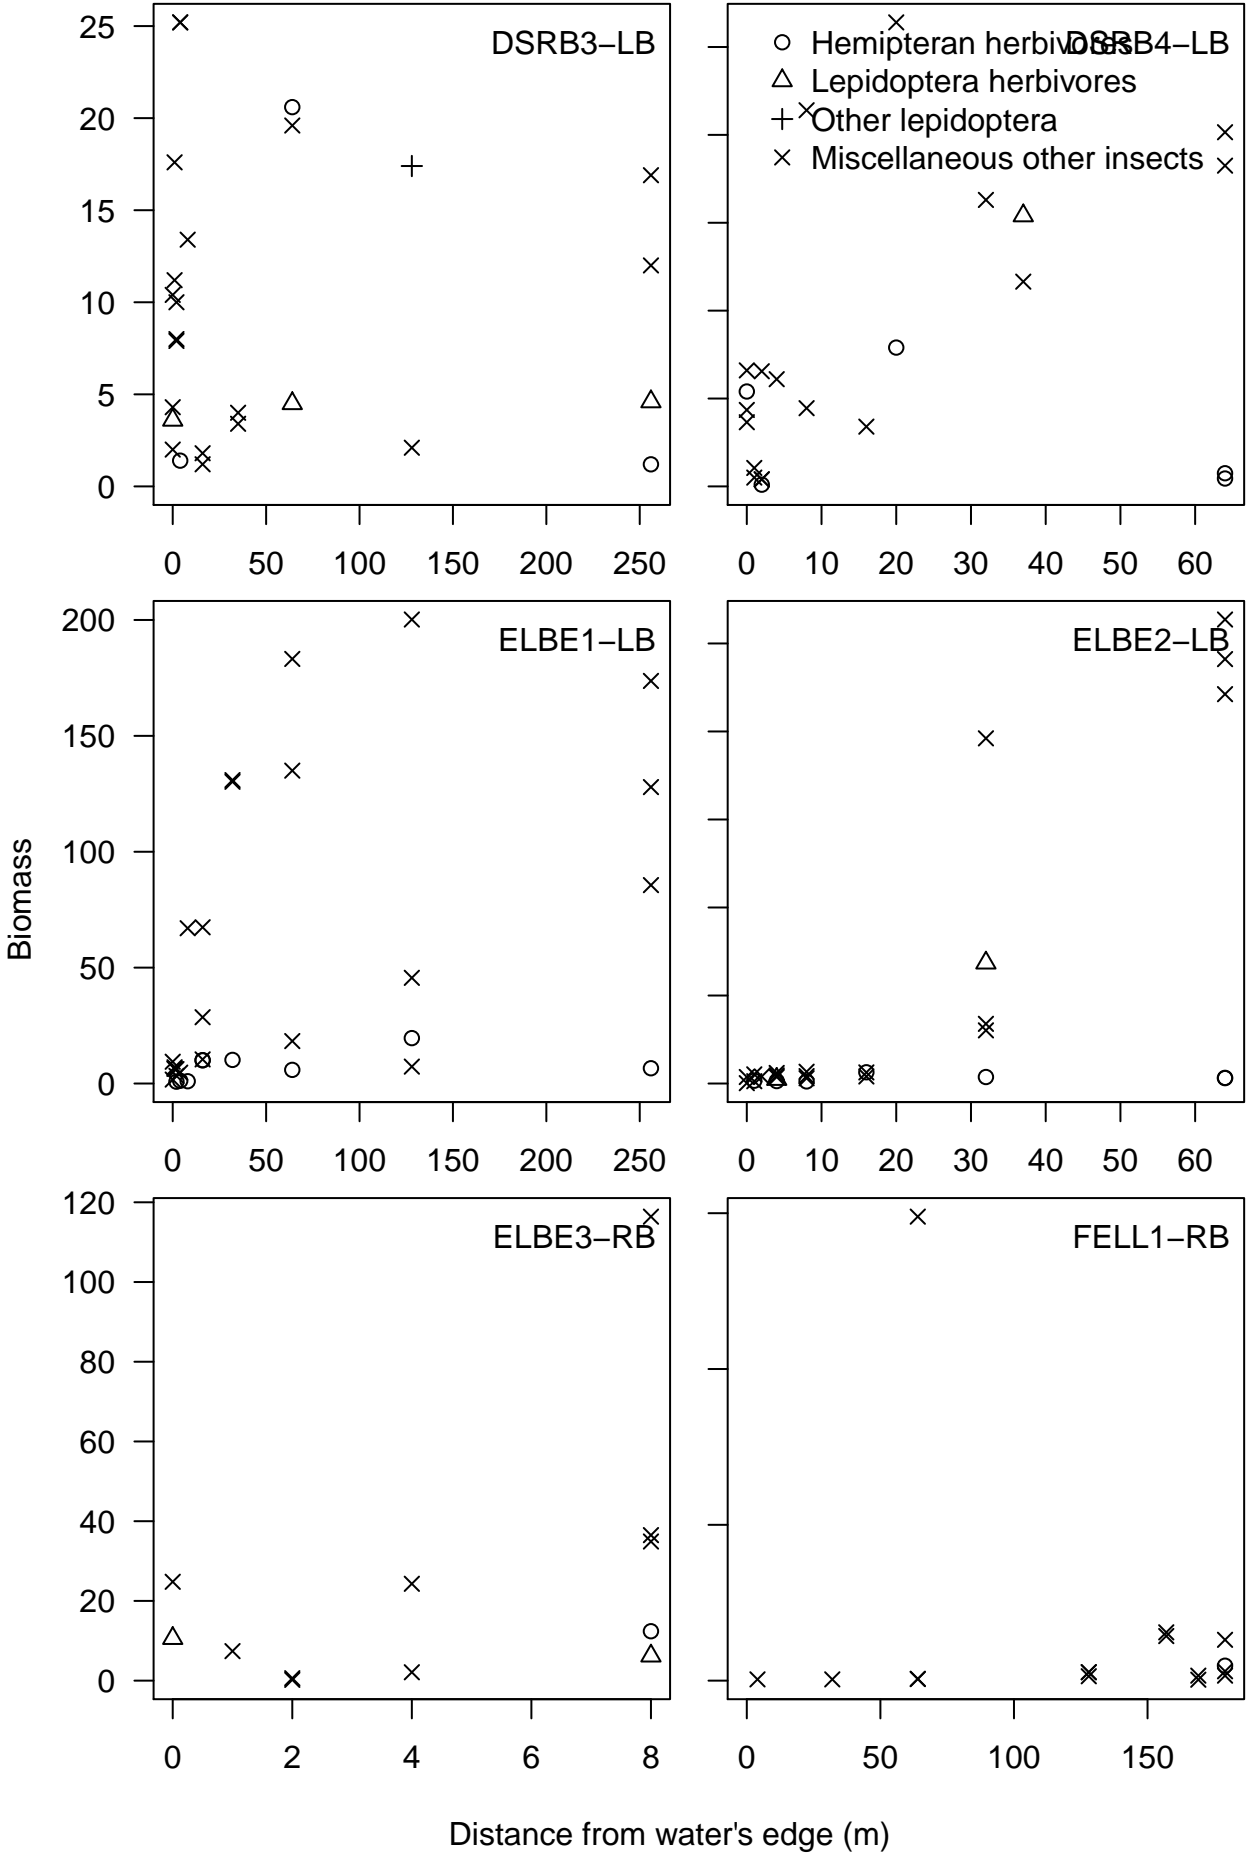 25
20
15
10
5
0
DSRB3−LB
0 50 100 150 200 250
DSRB4−LB
Hemipteran herbivores
Lepidoptera herbivores
Other lepidoptera
Miscellaneous other insects
0 10 20 30 40 50 60
Biomass
200
150
100
50
0
ELBE1−LB
0 50 100 150 200 250
ELBE2−LB
0 10 20 30 40 50 60
120
100
80
60
40
20
0
ELBE3−RB
0 2 4 6 8
FELL1−RB
0 50 100 150
Distance from water's edge (m)